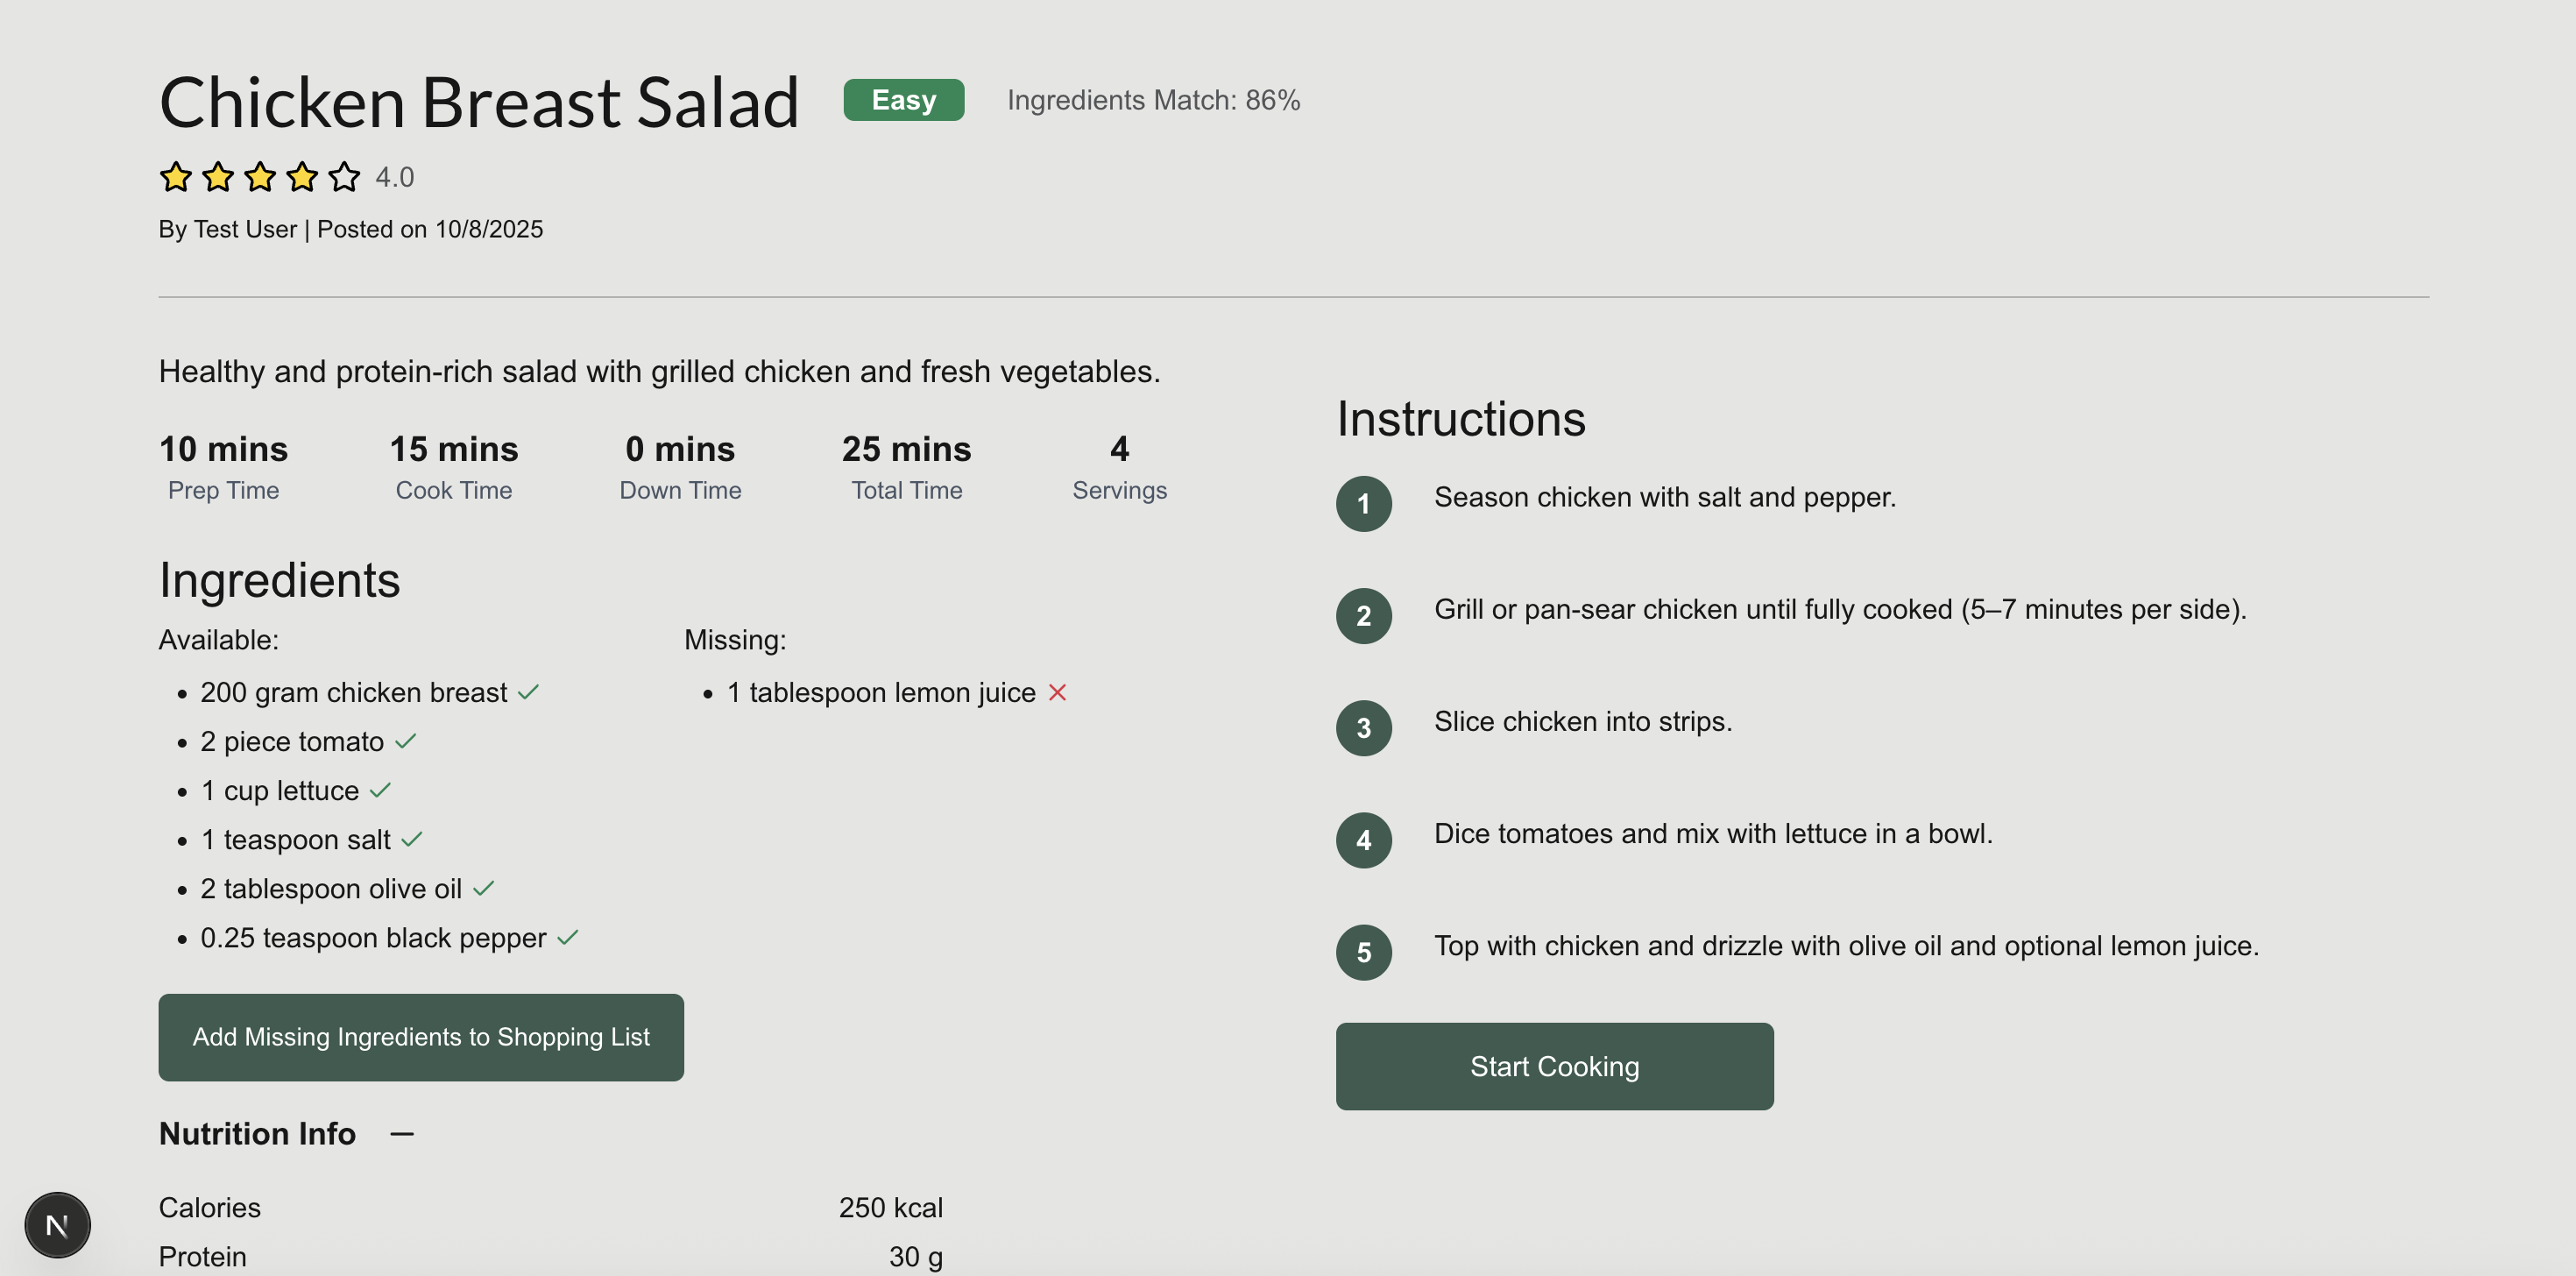 Chicken Breast Salad
Easy
Ingredients Match: 86%
4.0
By Test User | Posted on 10/8/2025
Healthy and protein-rich salad with grilled chicken and fresh vegetables.
10 mins
Prep Time
15 mins
Cook Time
0 mins
Down Time
25 mins
Total Time
4
Servings
Ingredients
Available:
200 gram chicken breast
2 piece tomato
1 cup lettuce
1 teaspoon salt
2 tablespoon olive oil
0.25 teaspoon black pepper
Missing:
1 tablespoon lemon juice
Add Missing Ingredients to Shopping List
Nutrition Info
Calories 250 kcal
Protein 30 g
Instructions
1 Season chicken with salt and pepper.
2 Grill or pan-sear chicken until fully cooked (5–7 minutes per side).
3 Slice chicken into strips.
4 Dice tomatoes and mix with lettuce in a bowl.
5 Top with chicken and drizzle with olive oil and optional lemon juice.
Start Cooking
N